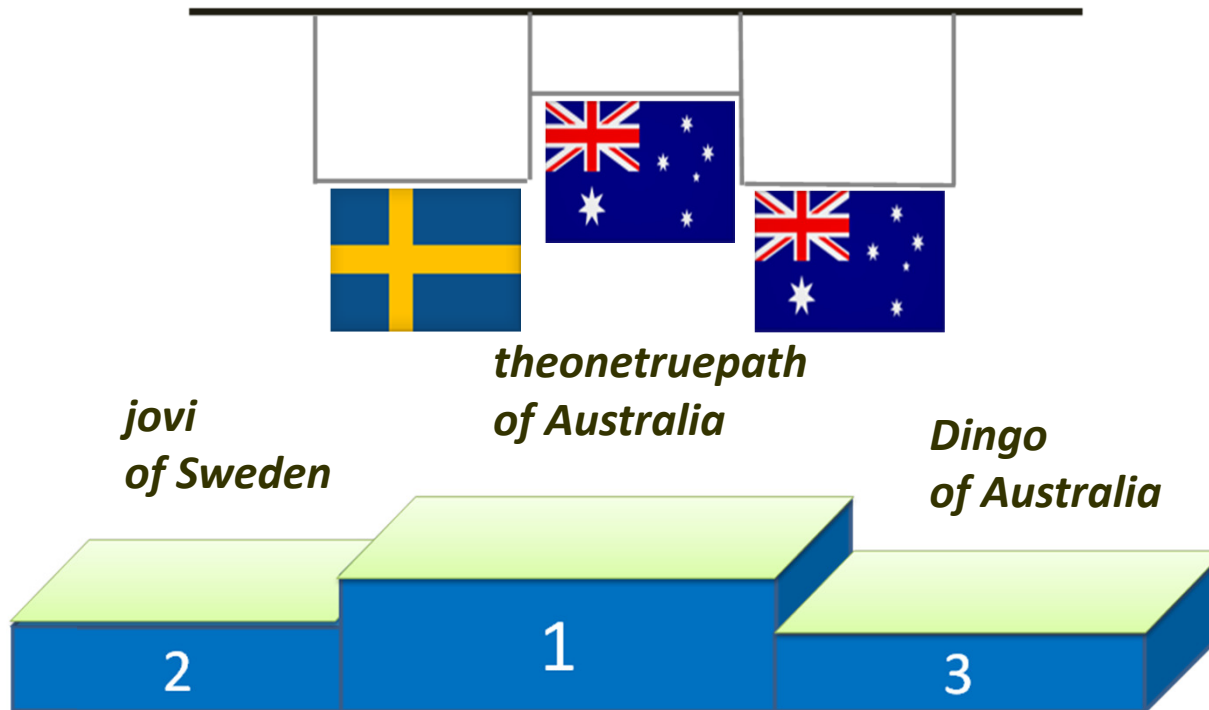 theonetruepath
of Australia
jovi
of Sweden
Dingo
of Australia
2
1
3